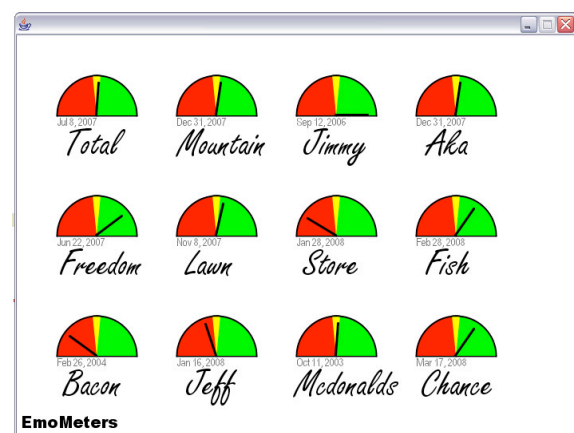 Jul 8, 2007 Dec 31, 2007 Sep 12, 2006 Dec 31, 2007
Total Mountain Jimmy Aka
Jun 22, 2007 Nov 8, 2007 Jan 28, 2008 Feb 28, 2008
Freedom Lawn Store Fish
Feb 26, 2004 Jan 16, 2008 Oct 11, 2003 Mar 17, 2008
Bacon Jeff Mcdonalds Chance
EmoMeters